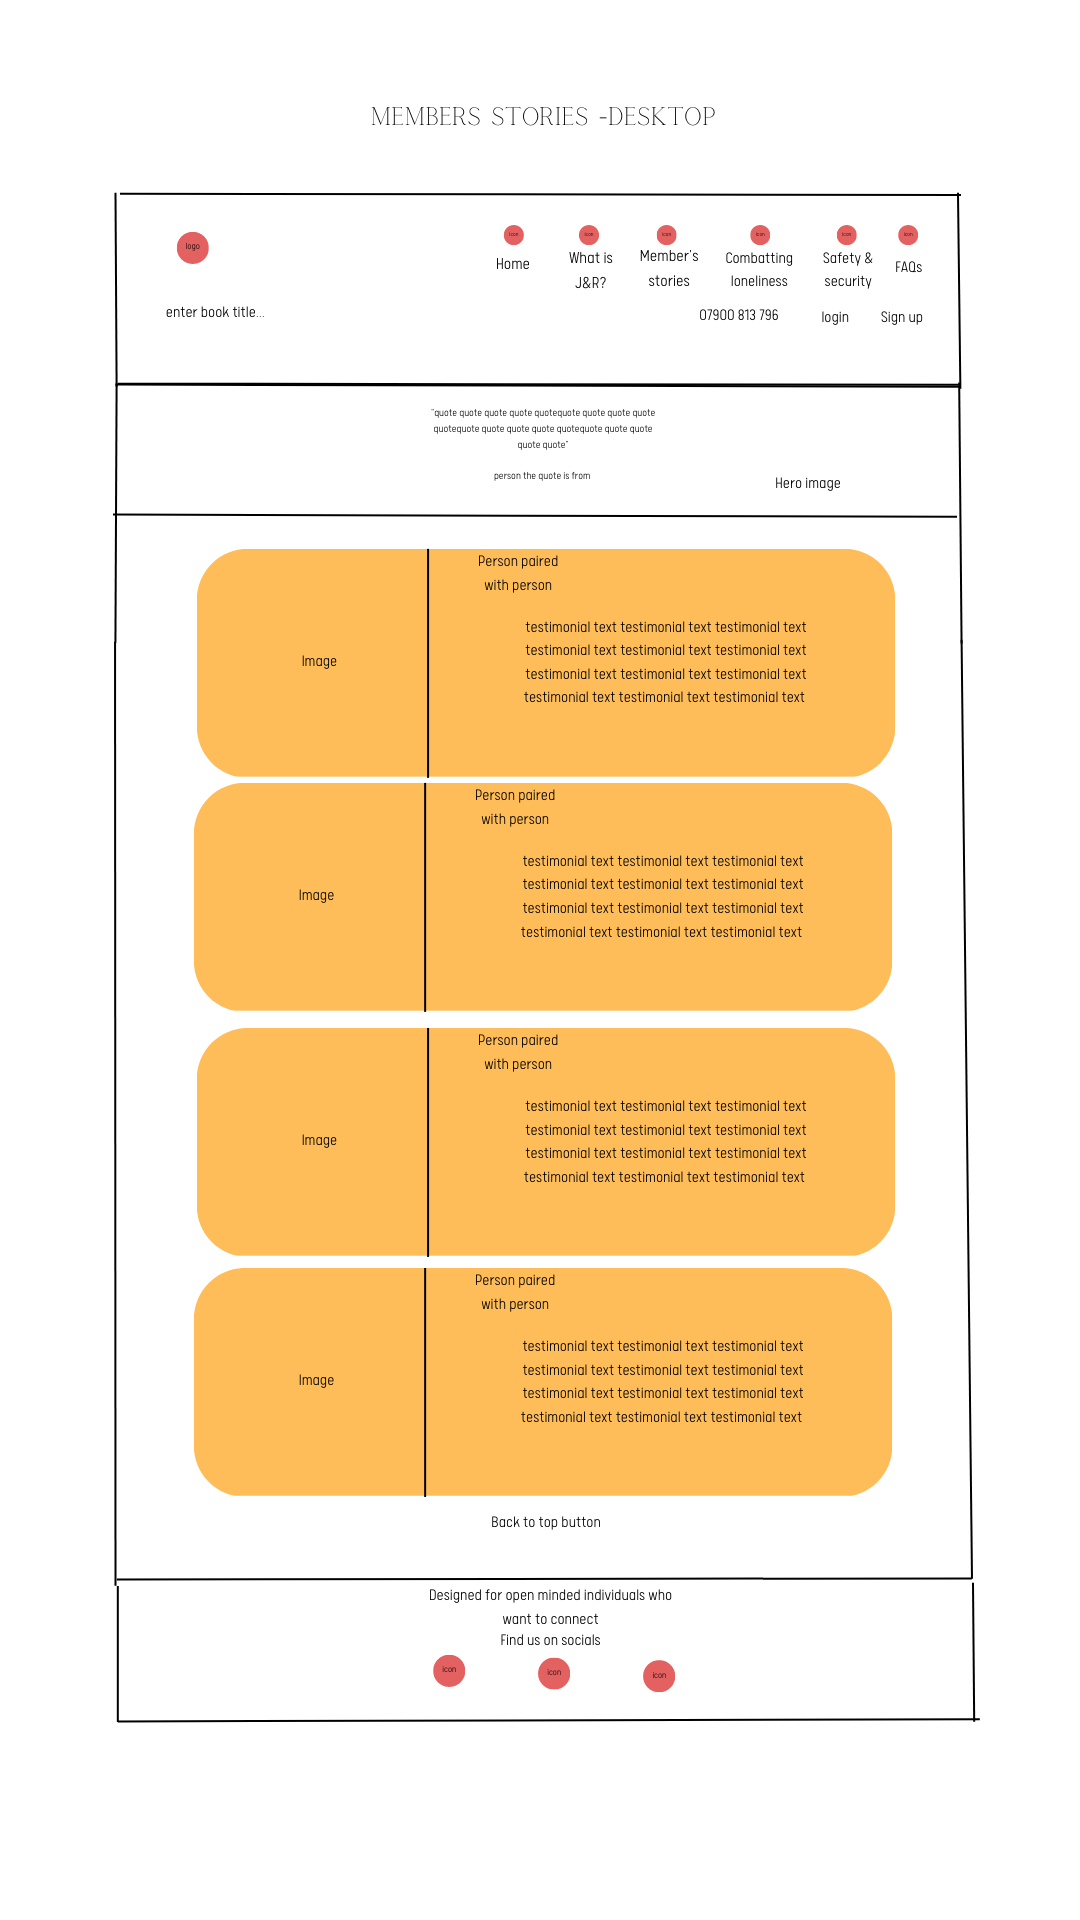 MEMBERS STORIES -DESKTOP
logo
icon icon icon icon icon icon
Home
What is
J&R?
Member's
stories
Combatting
loneliness
Safety &
security
FAQs
enter book title...
07900 813 796
login
Sign up
"quote quote quote quote quotequote quote quote quote
quotequote quote quote quote quotequote quote quote
quote quote"
person the quote is from
Hero image
Person paired
with person
Image
testimonial text testimonial text testimonial text
testimonial text testimonial text testimonial text
testimonial text testimonial text testimonial text
testimonial text testimonial text testimonial text
Person paired
with person
Image
testimonial text testimonial text testimonial text
testimonial text testimonial text testimonial text
testimonial text testimonial text testimonial text
testimonial text testimonial text testimonial text
Person paired
with person
Image
testimonial text testimonial text testimonial text
testimonial text testimonial text testimonial text
testimonial text testimonial text testimonial text
testimonial text testimonial text testimonial text
Person paired
with person
Image
testimonial text testimonial text testimonial text
testimonial text testimonial text testimonial text
testimonial text testimonial text testimonial text
testimonial text testimonial text testimonial text
Back to top button
Designed for open minded individuals who
want to connect
Find us on socials
icon icon icon